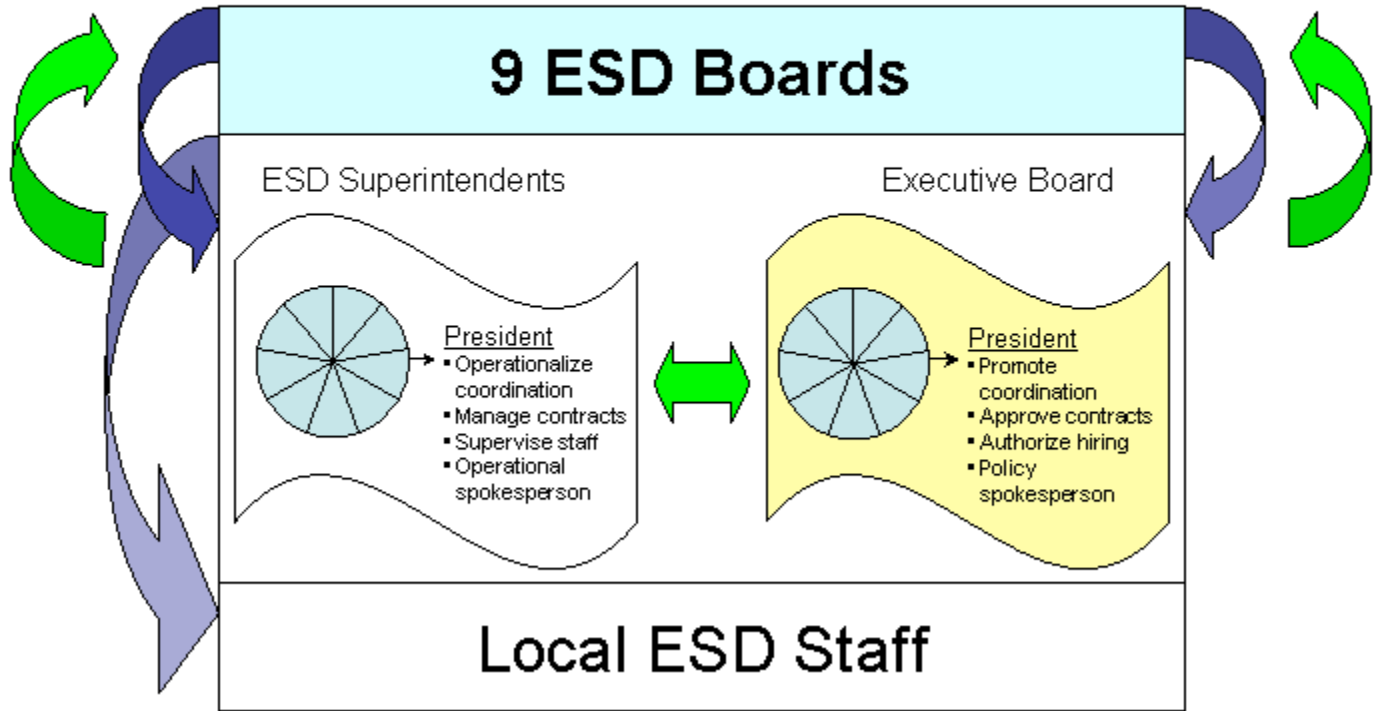 9 ESD Boards
ESD Superintendents
Executive Board
President
▪ Operationalize
coordination
▪ Manage contracts
▪ Supervise staff
▪ Operational
spokesperson
President
▪ Promote
coordination
▪ Approve contracts
▪ Authorize hiring
▪ Policy
spokesperson
Local ESD Staff